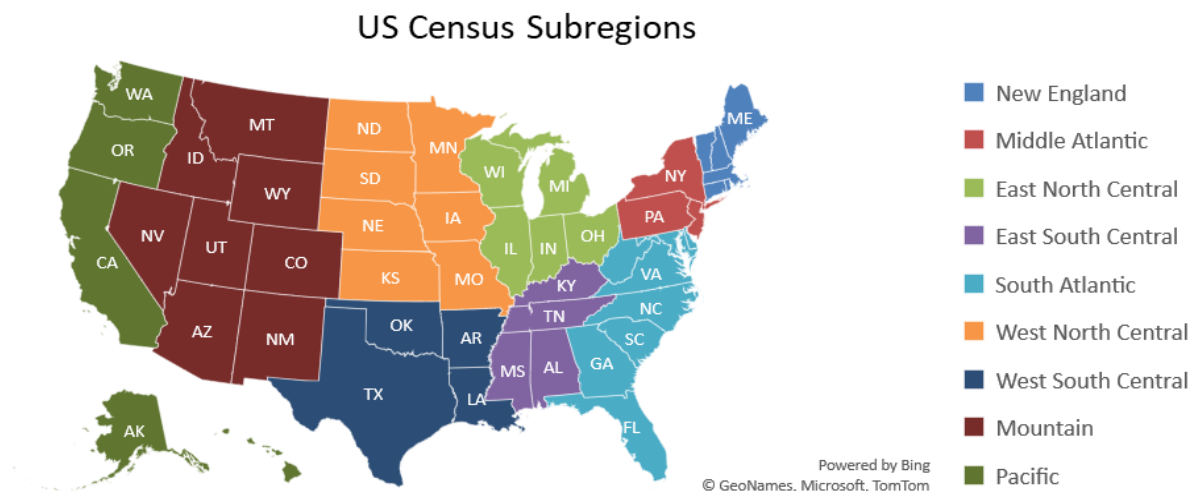 US Census Subregions
WA
OR
CA
AK
ID
NV
MT
WY
UT
CO
AZ
NM
ND
SD
NE
KS
MN
IA
MO
OK
TX
AR
LA
WI
IL
MI
IN
OH
KY
TN
MS
AL
NY
PA
ME
VA
NC
SC
GA
FL
New England
Middle Atlantic
East North Central
East South Central
South Atlantic
West North Central
West South Central
Mountain
Pacific
Powered by Bing
© GeoNames, Microsoft, TomTom